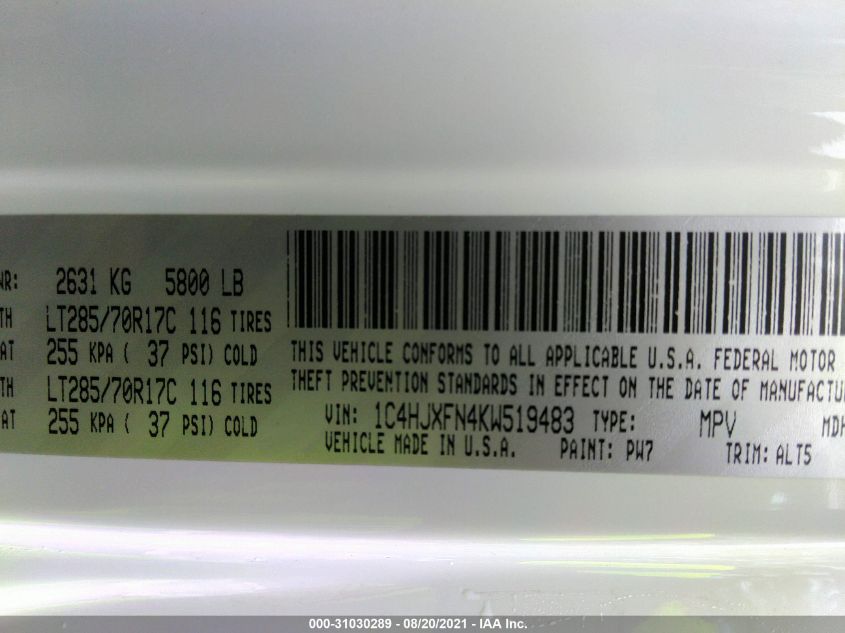 WR: 2631 KG 5800 LB
TH LT285/70R17C 116 TIRES
AT 255 KPA ( 37 PSI) COLD
TH LT285/70R17C 116 TIRES
AT 255 KPA ( 37 PSI) COLD
THIS VEHICLE CONFORMS TO ALL APPLICABLE U.S.A. FEDERAL MOTOR
THEFT PREVENTION STANDARDS IN EFFECT ON THE DATE OF MANUFACTU
VIN: 1C4HJXFN4KW519483 TYPE: MPV MDH
VEHICLE MADE IN U.S.A. PAINT: PW7 TRIM: ALT5
000-31030289 - 08/20/2021 - IAA Inc.